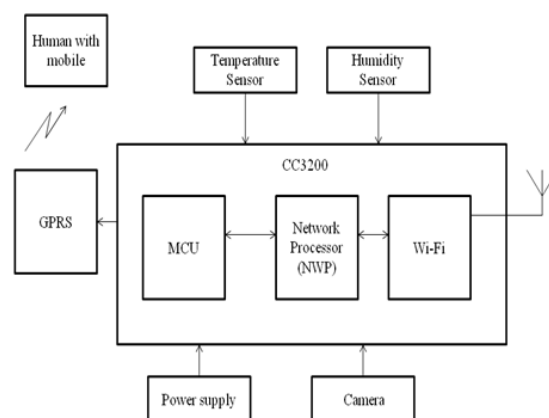 Human with
mobile
Temperature
Sensor
Humidity
Sensor
CC3200
GPRS
MCU
Network
Processor
(NWP)
Wi-Fi
Power supply
Camera